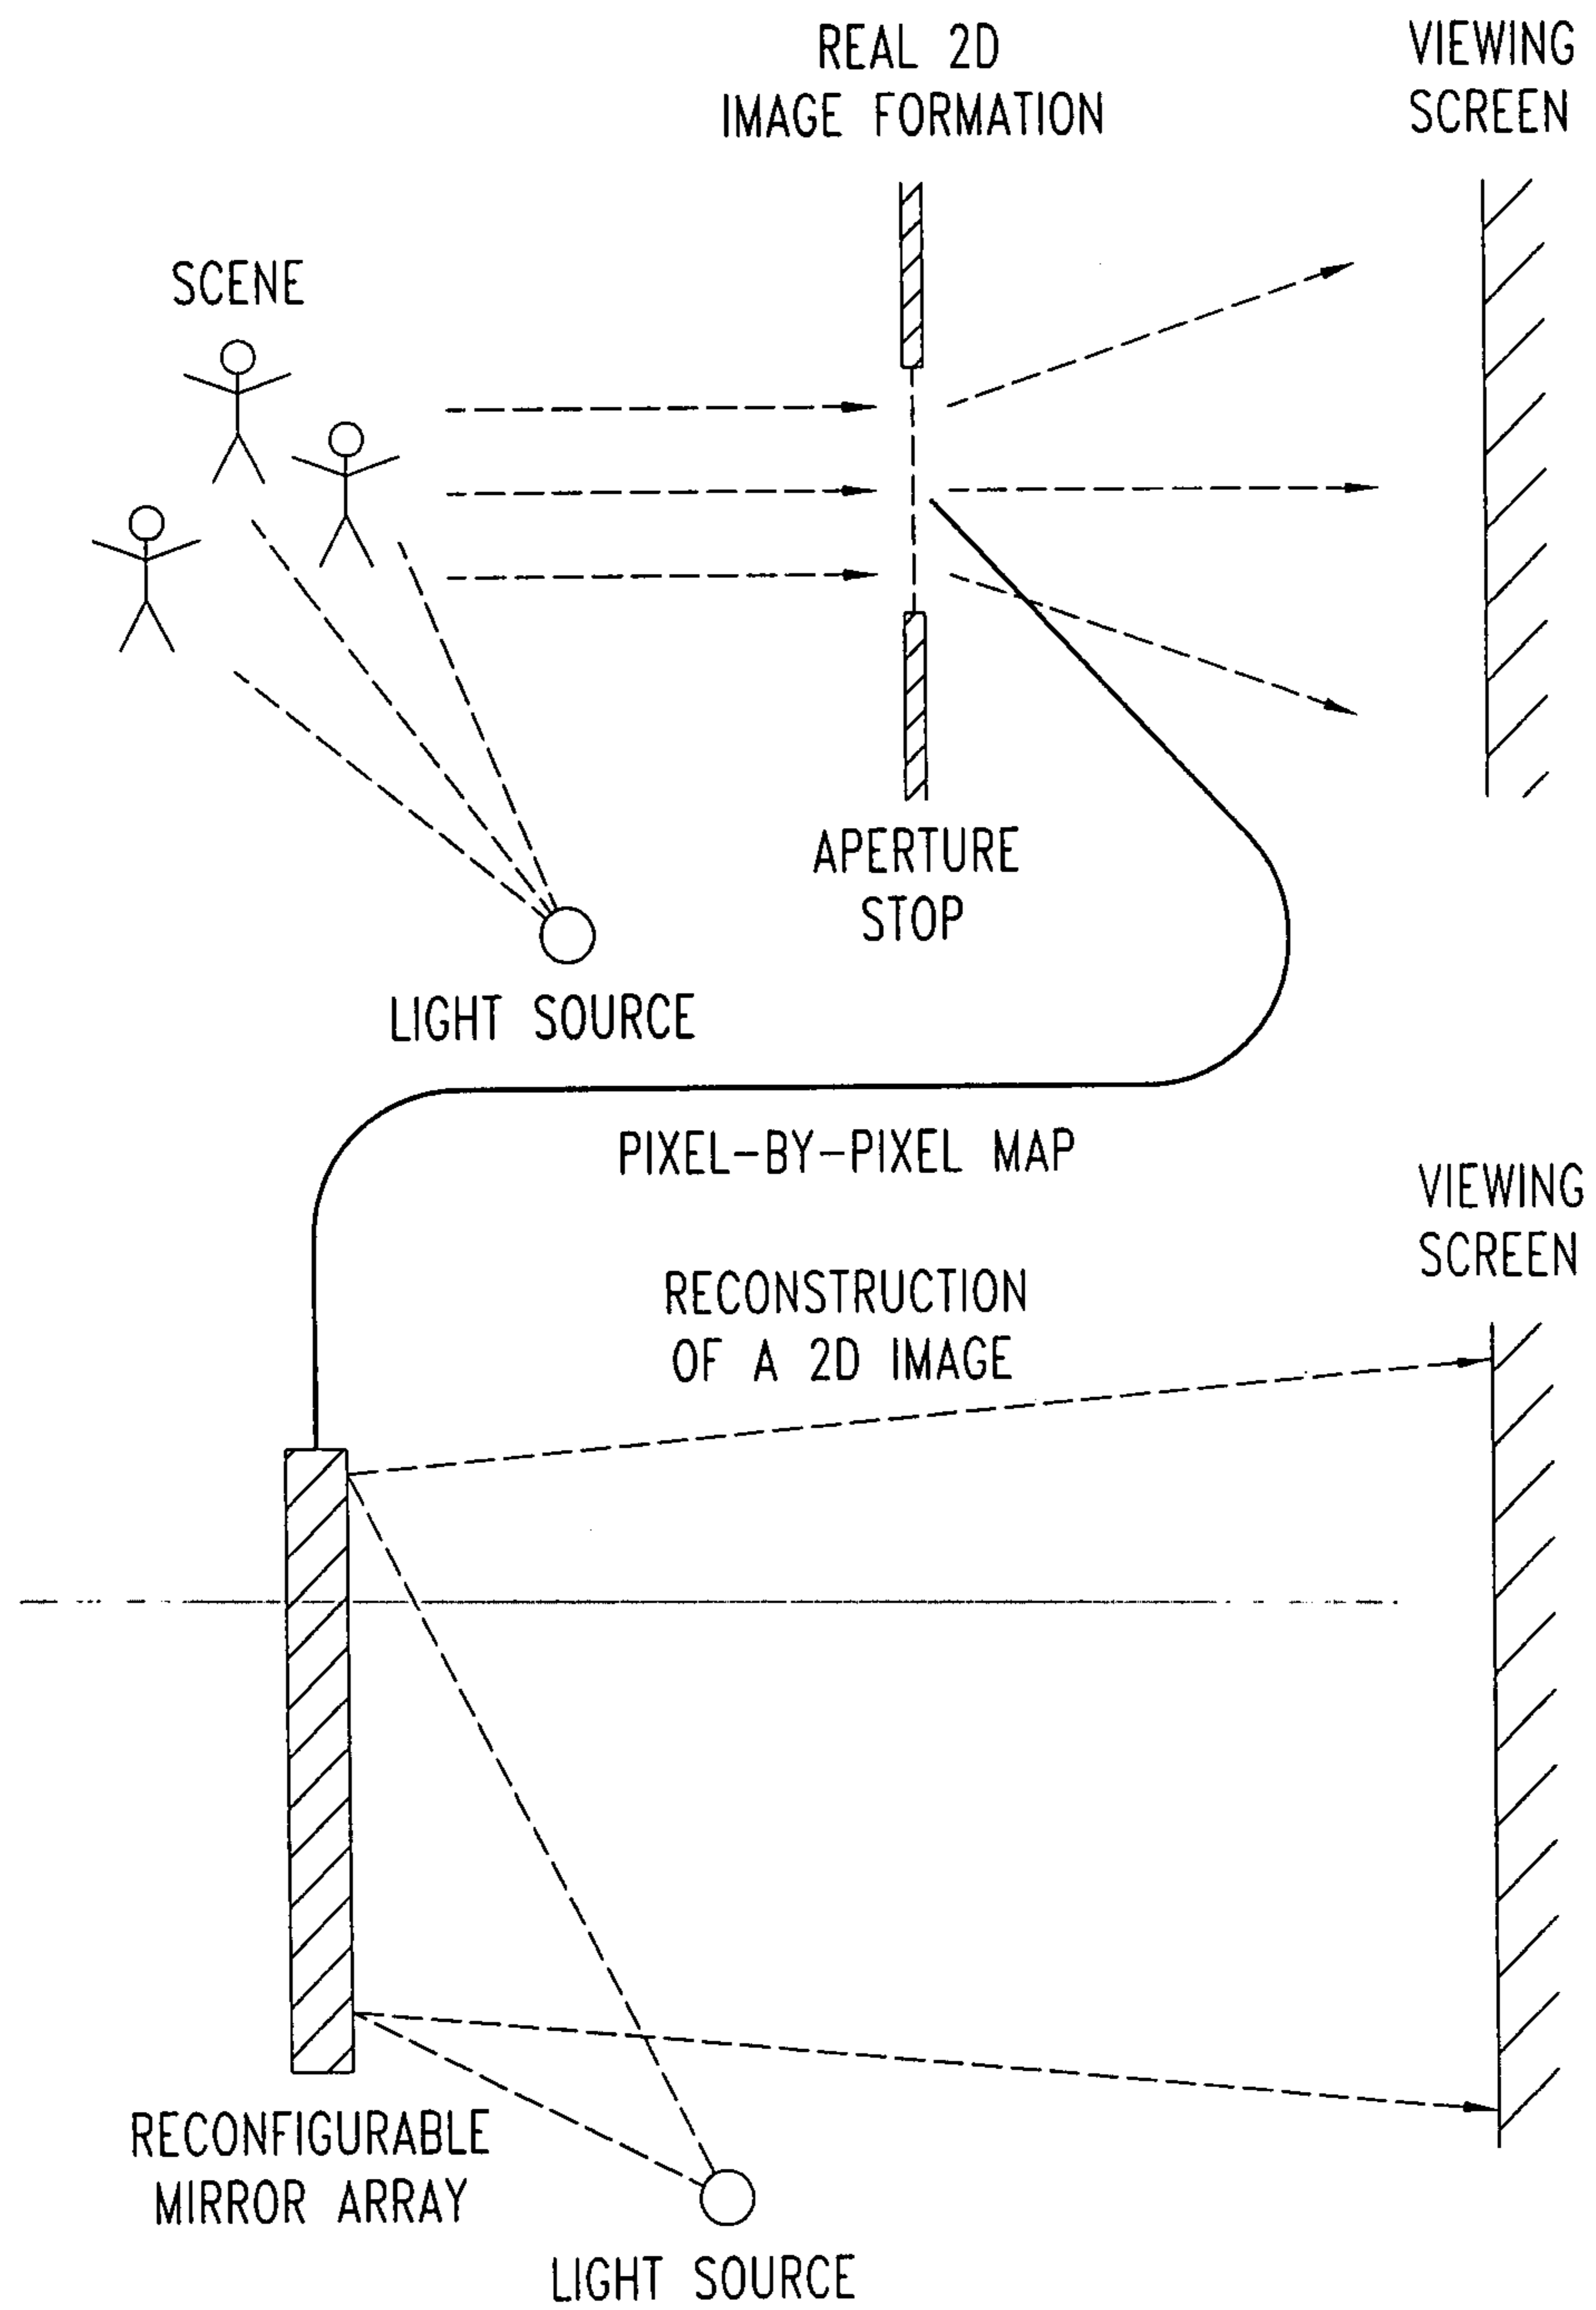 REAL 2D
IMAGE FORMATION
VIEWING
SCREEN
SCENE
APERTURE
STOP
LIGHT SOURCE
PIXEL-BY-PIXEL MAP
VIEWING
SCREEN
RECONSTRUCTION
OF A 2D IMAGE
RECONFIGURABLE
MIRROR ARRAY
LIGHT SOURCE